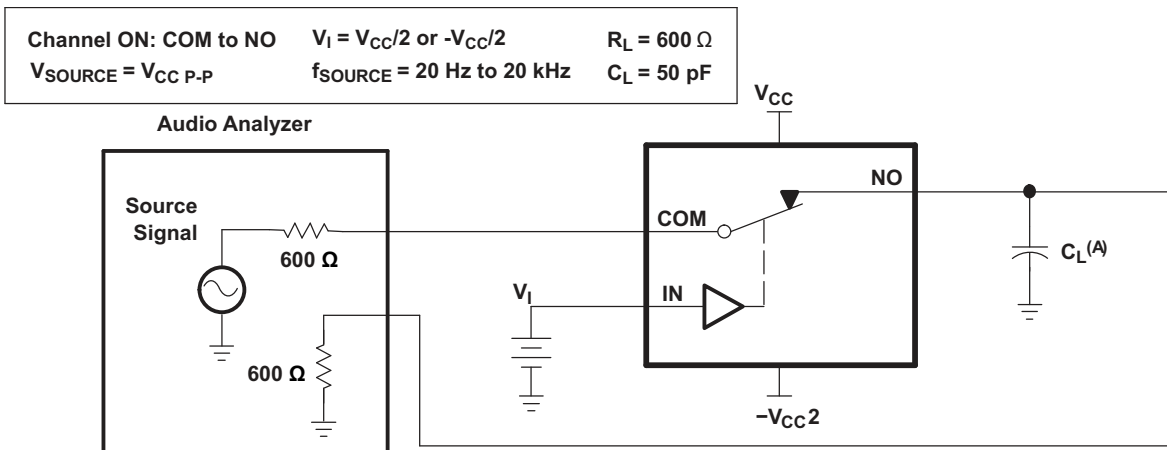 Channel ON: COM to NO V_I = V_CC/2 or -V_CC/2 R_L = 600 Ω
V_SOURCE = V_CC P-P f_SOURCE = 20 Hz to 20 kHz C_L = 50 pF
Audio Analyzer
V_CC
Source
Signal
NO
COM
600 Ω
C_L(A)
V_I
IN
600 Ω
−V_CC2